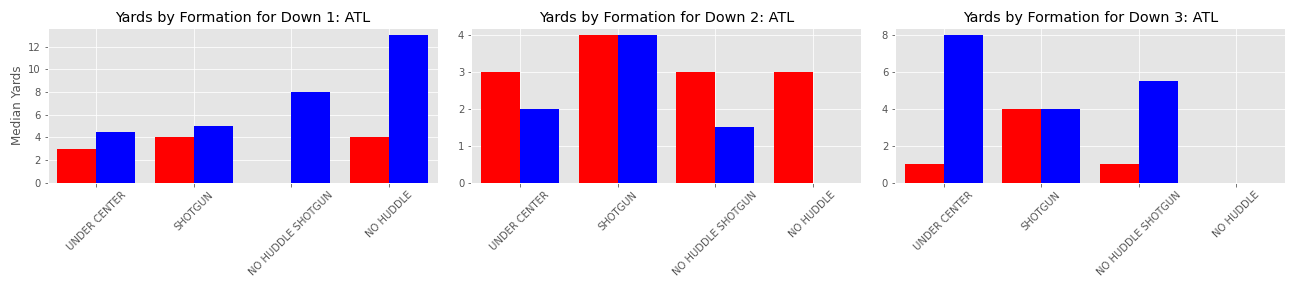 Yards by Formation for Down 1: ATL
Median Yards
12
10
8
6
4
2
0
UNDER CENTER
SHOTGUN
NO HUDDLE SHOTGUN
NO HUDDLE
Yards by Formation for Down 2: ATL
4
3
2
1
0
UNDER CENTER
SHOTGUN
NO HUDDLE SHOTGUN
NO HUDDLE
Yards by Formation for Down 3: ATL
8
6
4
2
0
UNDER CENTER
SHOTGUN
NO HUDDLE SHOTGUN
NO HUDDLE